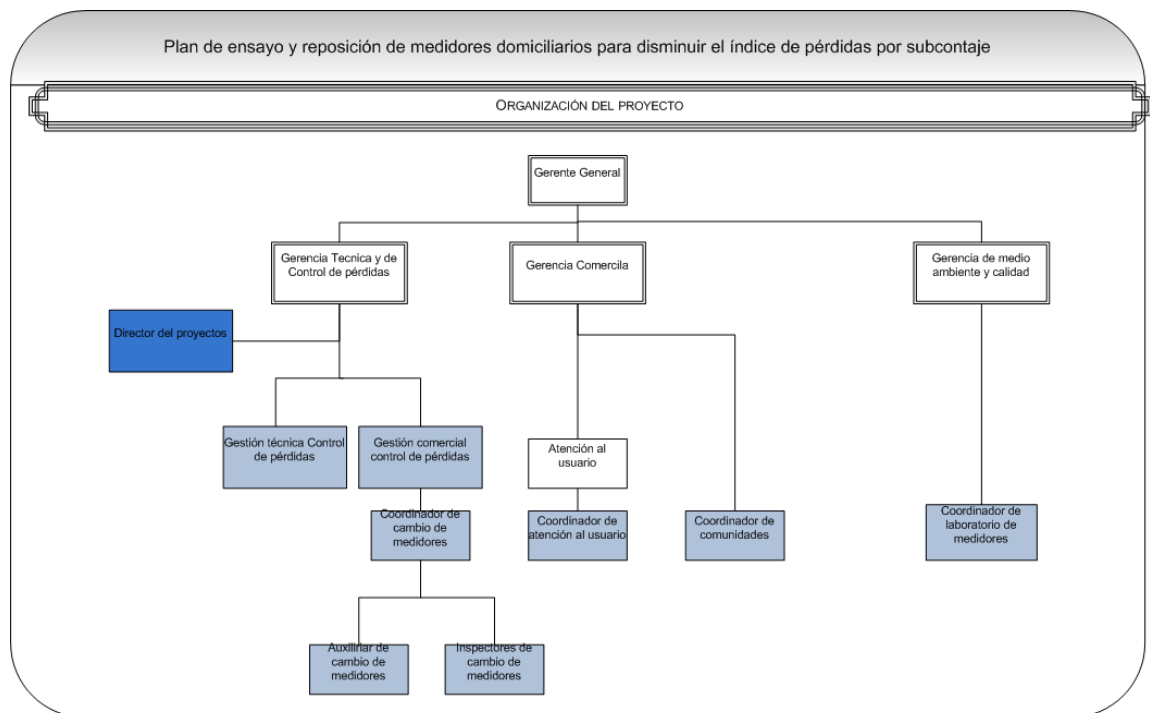 Plan de ensayo y reposición de medidores domiciliarios para disminuir el índice de pérdidas por subcontaje
ORGANIZACIÓN DEL PROYECTO
Gerente General
Gerencia Tecnica y de
Control de pérdidas
Gerencia Comercila
Gerencia de medio
ambiente y calidad
Director del proyectos
Gestión técnica Control
de pérdidas
Gestión comercial
control de pérdidas
Atención al
usuario
Coordinador de
cambio de
medidores
Coordinador de
atención al usuario
Coordinador de
comunidades
Coordinador de
laboratorio de
medidores
Auxilíriar de
cambio de
medidores
Inspectores de
cambio de
medidores